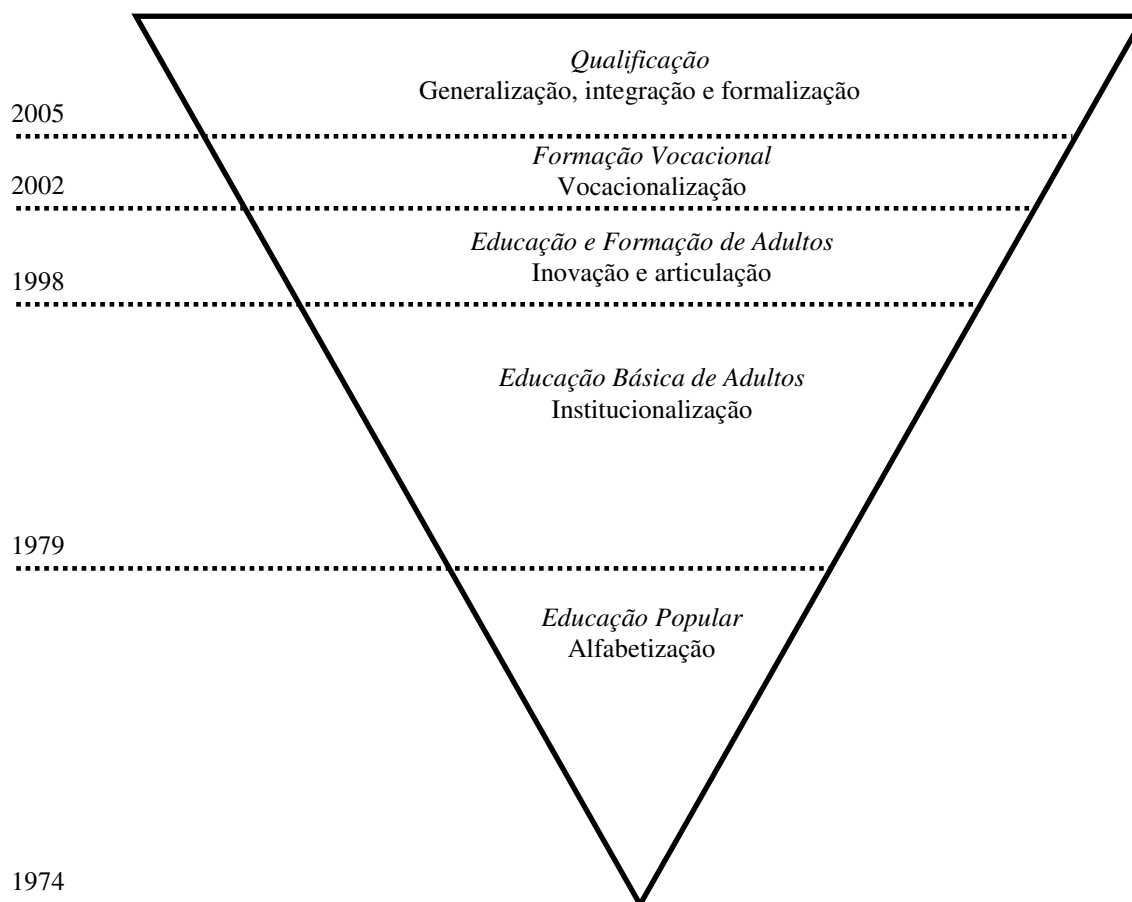 Qualificação
Generalização, integração e formalização
2005
Formação Vocacional
Vocacionalização
2002
Educação e Formação de Adultos
Inovação e articulação
1998
Educação Básica de Adultos
Institucionalização
1979
Educação Popular
Alfabetização
1974